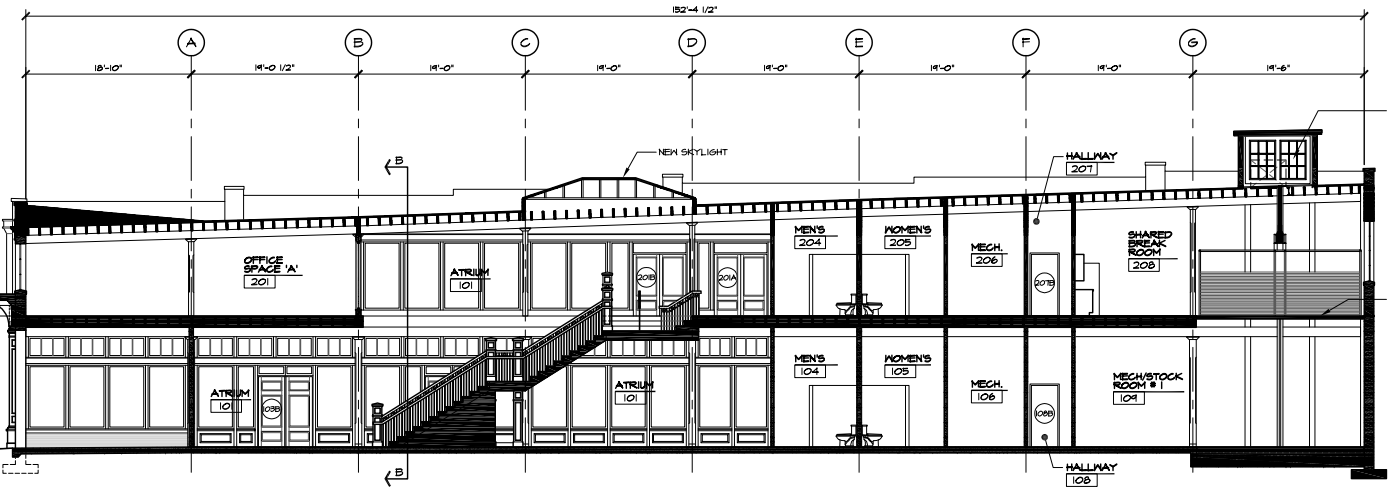 152'-4 1/2"
A
B
C
D
E
F
G
18'-10"
19'-0 1/2"
19'-0"
19'-0"
19'-0"
19'-0"
19'-0"
19'-6"
B
NEW SKYLIGHT
HALLWAY
207
OFFICE
SPACE 'A'
201
ATRIUM
101
201B
201A
MEN'S
204
WOMEN'S
205
MECH.
206
207B
SHARED
BREAK
ROOM
208
ATRIUM
101
103B
ATRIUM
101
MEN'S
104
WOMEN'S
105
MECH.
106
108B
MECH/STOCK
ROOM # 1
109
B
HALLWAY
108